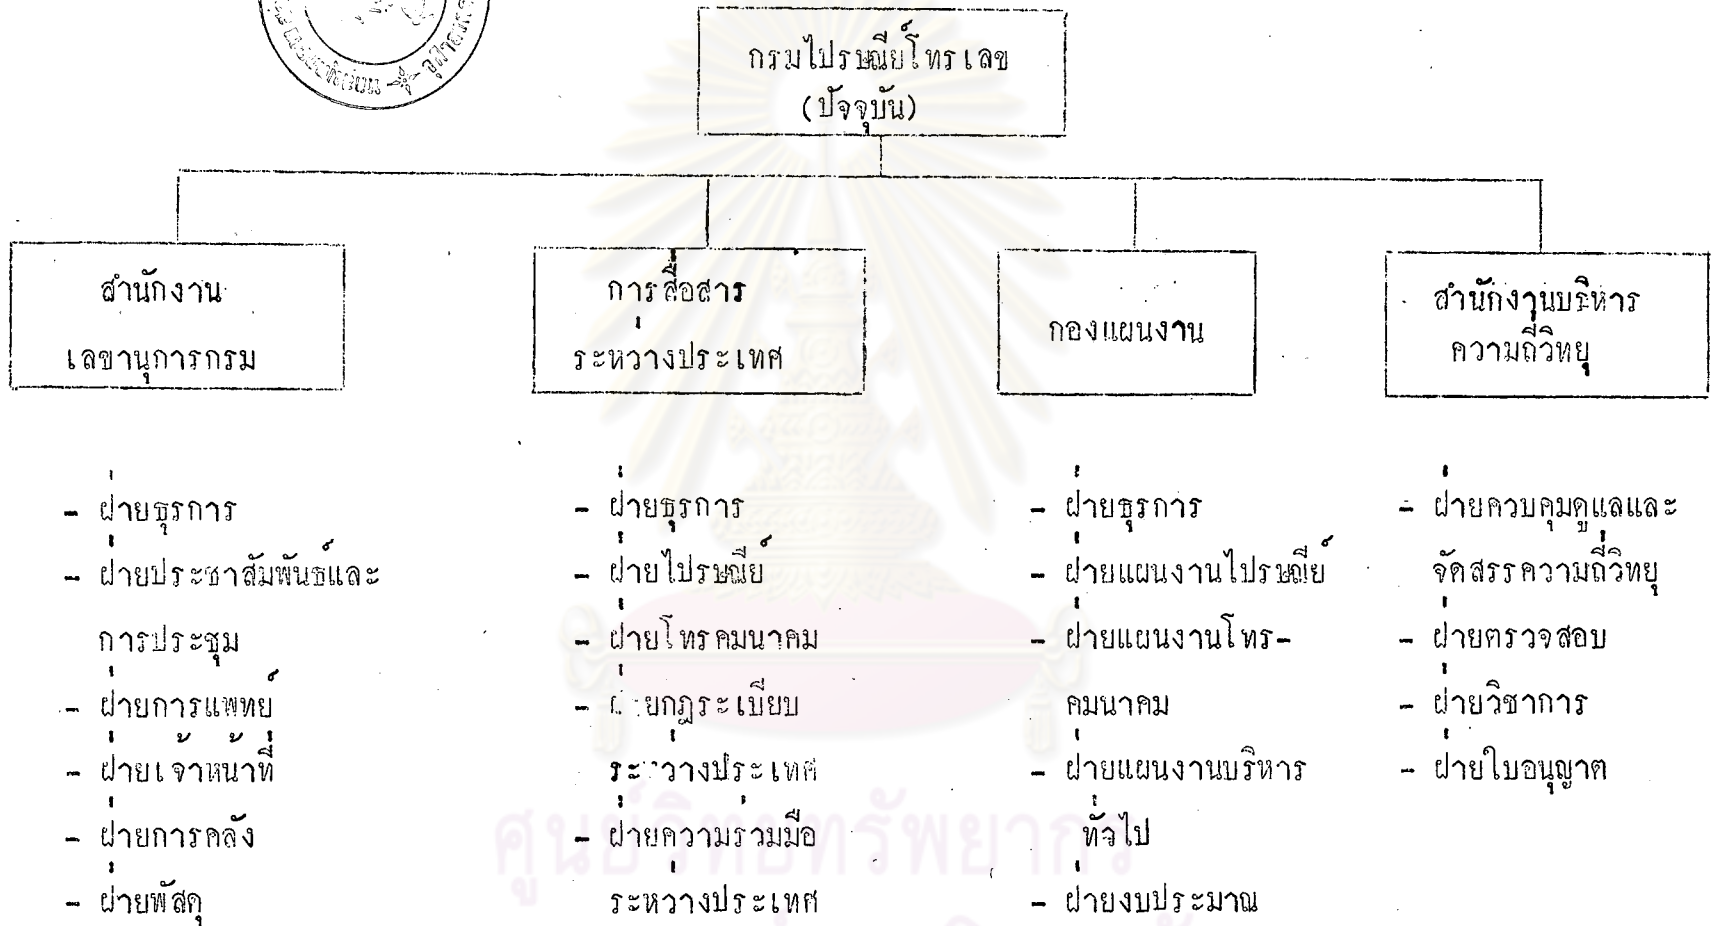 กรมไปรษณีย์โทรเลข
(ปัจจุบัน)
สำนักงาน
เลขานุการกรม
การสื่อสาร
ระหว่างประเทศ
กองแผนงาน
สำนักงานบริหาร
ความถี่วิทยุ
- ฝ่ายธุรการ
- ฝ่ายประชาสัมพันธ์และ
การประชุม
- ฝ่ายการแพทย์
- ฝ่ายเจ้าหน้าที่
- ฝ่ายการคลัง
- ฝ่ายพัสดุ
- ฝ่ายธุรการ
- ฝ่ายไปรษณีย์
- ฝ่ายโทรคมนาคม
- ฝ่ายกฎระเบียบ
ระหว่างประเทศ
- ฝ่ายความร่วมมือ
ระหว่างประเทศ
- ฝ่ายธุรการ
- ฝ่ายแผนงานไปรษณีย์
- ฝ่ายแผนงานโทร-
คมนาคม
- ฝ่ายแผนงานบริหาร
ทั่วไป
- ฝ่ายงบประมาณ
- ฝ่ายควบคุมดูแลและ
จัดสรรความถี่วิทยุ
- ฝ่ายตรวจสอบ
- ฝ่ายวิชาการ
- ฝ่ายใบอนุญาต
ศูนย์วิทยทรัพยากร